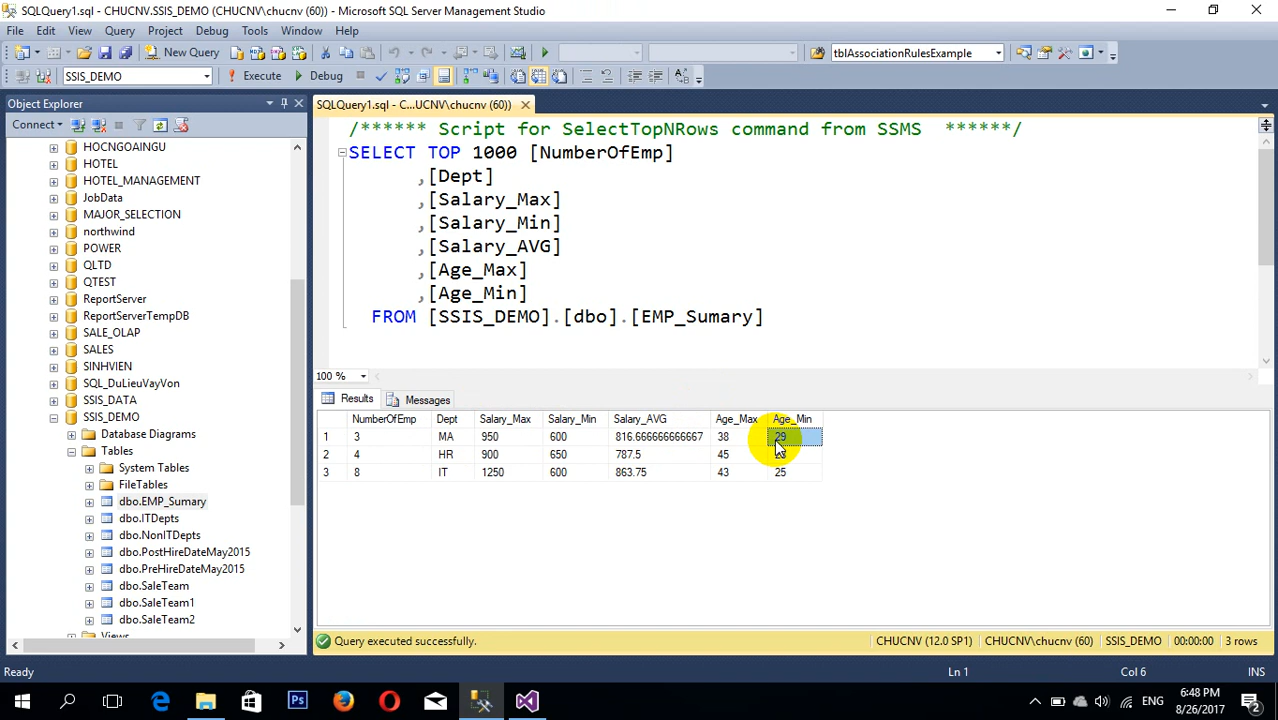 SQLQuery1.sql - CHUCNV.SSIS_DEMO (CHUCNV\chucnv (60)) - Microsoft SQL Server Management Studio
File Edit View Query Project Debug Tools Window Help
New Query tblAssociationRulesExample
SSIS_DEMO Execute Debug
Object Explorer
Connect
HOCNGOAINGU
HOTEL
HOTEL_MANAGEMENT
JobData
MAJOR_SELECTION
northwind
POWER
QLTD
QTEST
ReportServer
ReportServerTempDB
SALE_OLAP
SALES
SINHVIEN
SQL_DuLieuVayVon
SSIS_DATA
SSIS_DEMO
Database Diagrams
Tables
System Tables
FileTables
dbo.EMP_Sumary
dbo.ITDepts
dbo.NonITDepts
dbo.PostHireDateMay2015
dbo.PreHireDateMay2015
dbo.SaleTeam
dbo.SaleTeam1
dbo.SaleTeam2
Views
SQLQuery1.sql - C...UCNV\chucnv (60))
/****** Script for SelectTopNRows command from SSMS ******/
SELECT TOP 1000 [NumberOfEmp]
,[Dept]
,[Salary_Max]
,[Salary_Min]
,[Salary_AVG]
,[Age_Max]
,[Age_Min]
FROM [SSIS_DEMO].[dbo].[EMP_Sumary]
100 %
Results Messages
NumberOfEmp Dept Salary_Max Salary_Min Salary_AVG Age_Max Age_Min
1 3 MA 950 600 816.666666666667 38 29
2 4 HR 900 650 787.5 45
3 8 IT 1250 600 863.75 43 25
Query executed successfully. CHUCNV (12.0 SP1) CHUCNV\chucnv (60) SSIS_DEMO 00:00:00 3 rows
Ready Ln 1 Col 6 INS
ENG 6:48 PM
8/26/2017